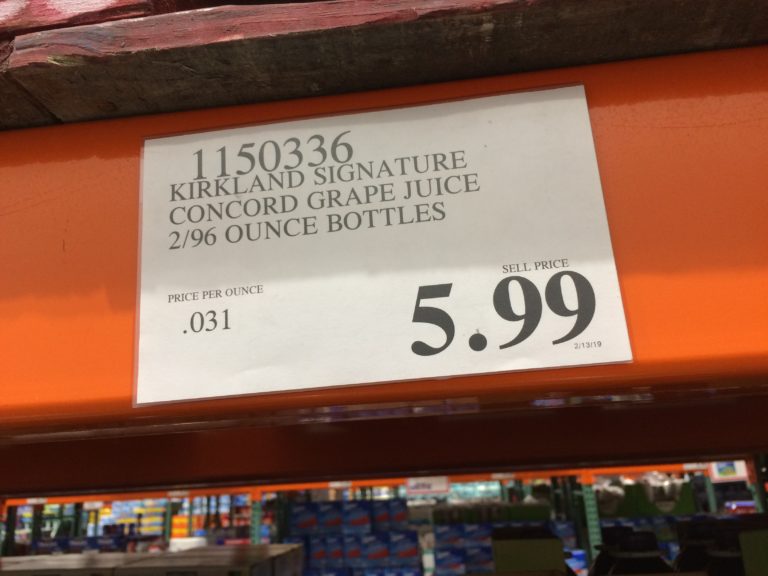 1150336
KIRKLAND SIGNATURE
CONCORD GRAPE JUICE
2/96 OUNCE BOTTLES
PRICE PER OUNCE
.031
SELL PRICE
5.99
2/13/19